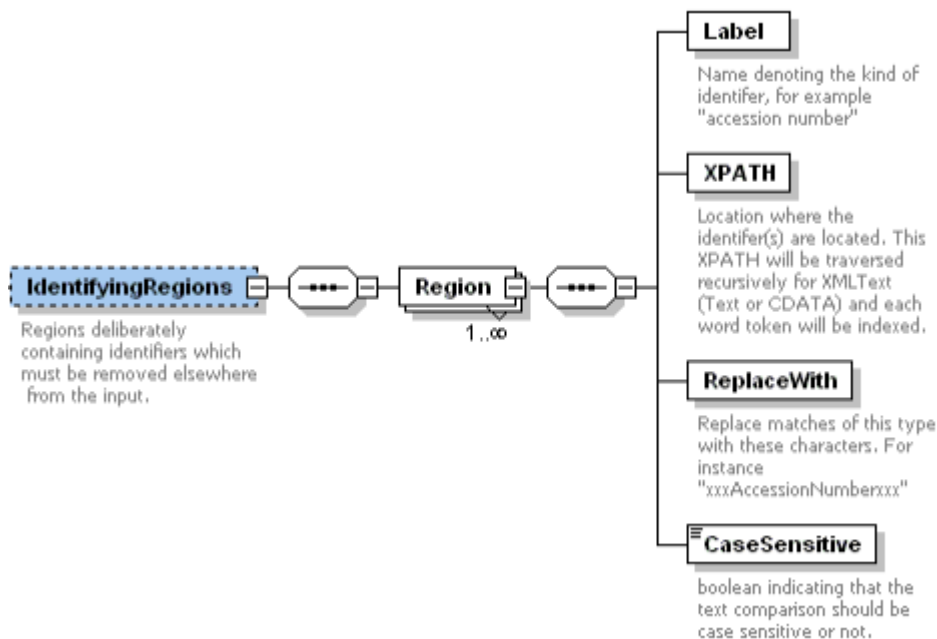 Label
Name denoting the kind of
identifer, for example
"accession number"
XPATH
Location where the
identifer(s) are located. This
XPATH will be traversed
recursively for XMLText
(Text or CDATA) and each
word token will be indexed.
IdentifyingRegions
Regions deliberately
containing identifiers which
must be removed elsewhere
from the input.
Region
1..∞
ReplaceWith
Replace matches of this type
with these characters. For
instance
"xxxAccessionNumberxxx"
CaseSensitive
boolean indicating that the
text comparison should be
case sensitive or not.